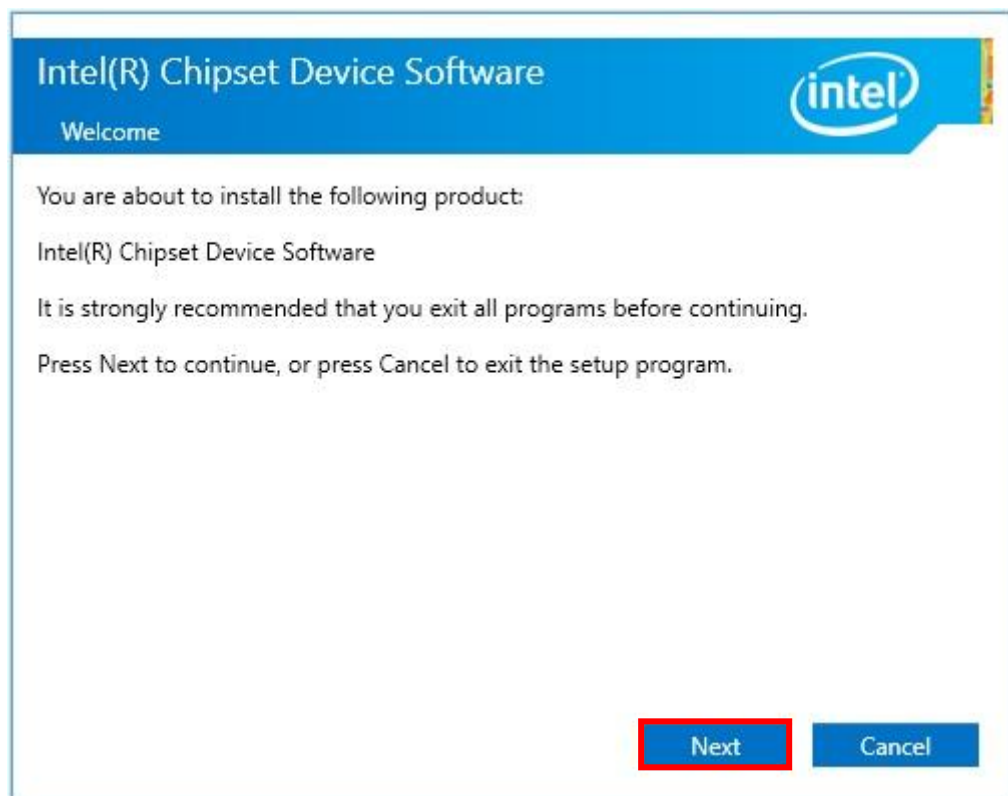 Intel(R) Chipset Device Software
intel
Welcome
You are about to install the following product:
Intel(R) Chipset Device Software
It is strongly recommended that you exit all programs before continuing.
Press Next to continue, or press Cancel to exit the setup program.
Next
Cancel